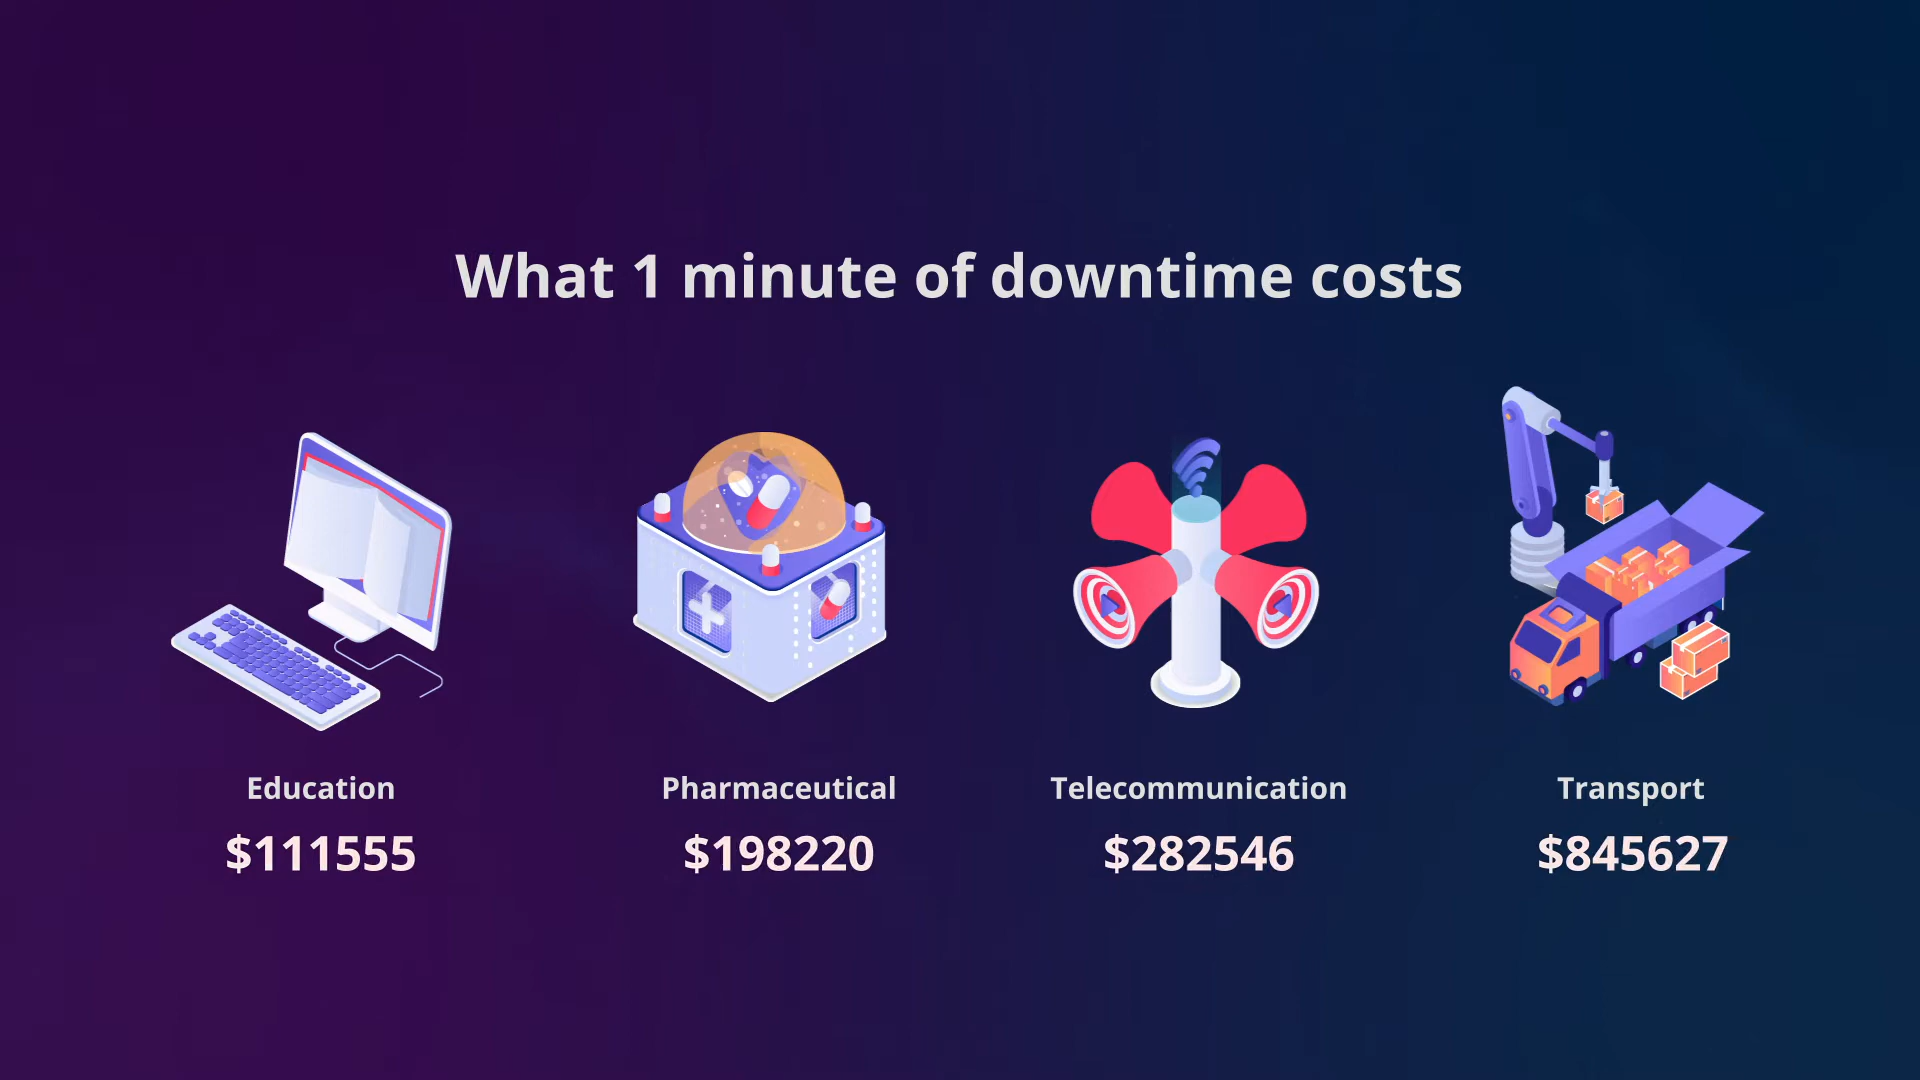 What 1 minute of downtime costs
Education
$111555
Pharmaceutical
$198220
Telecommunication
$282546
Transport
$845627